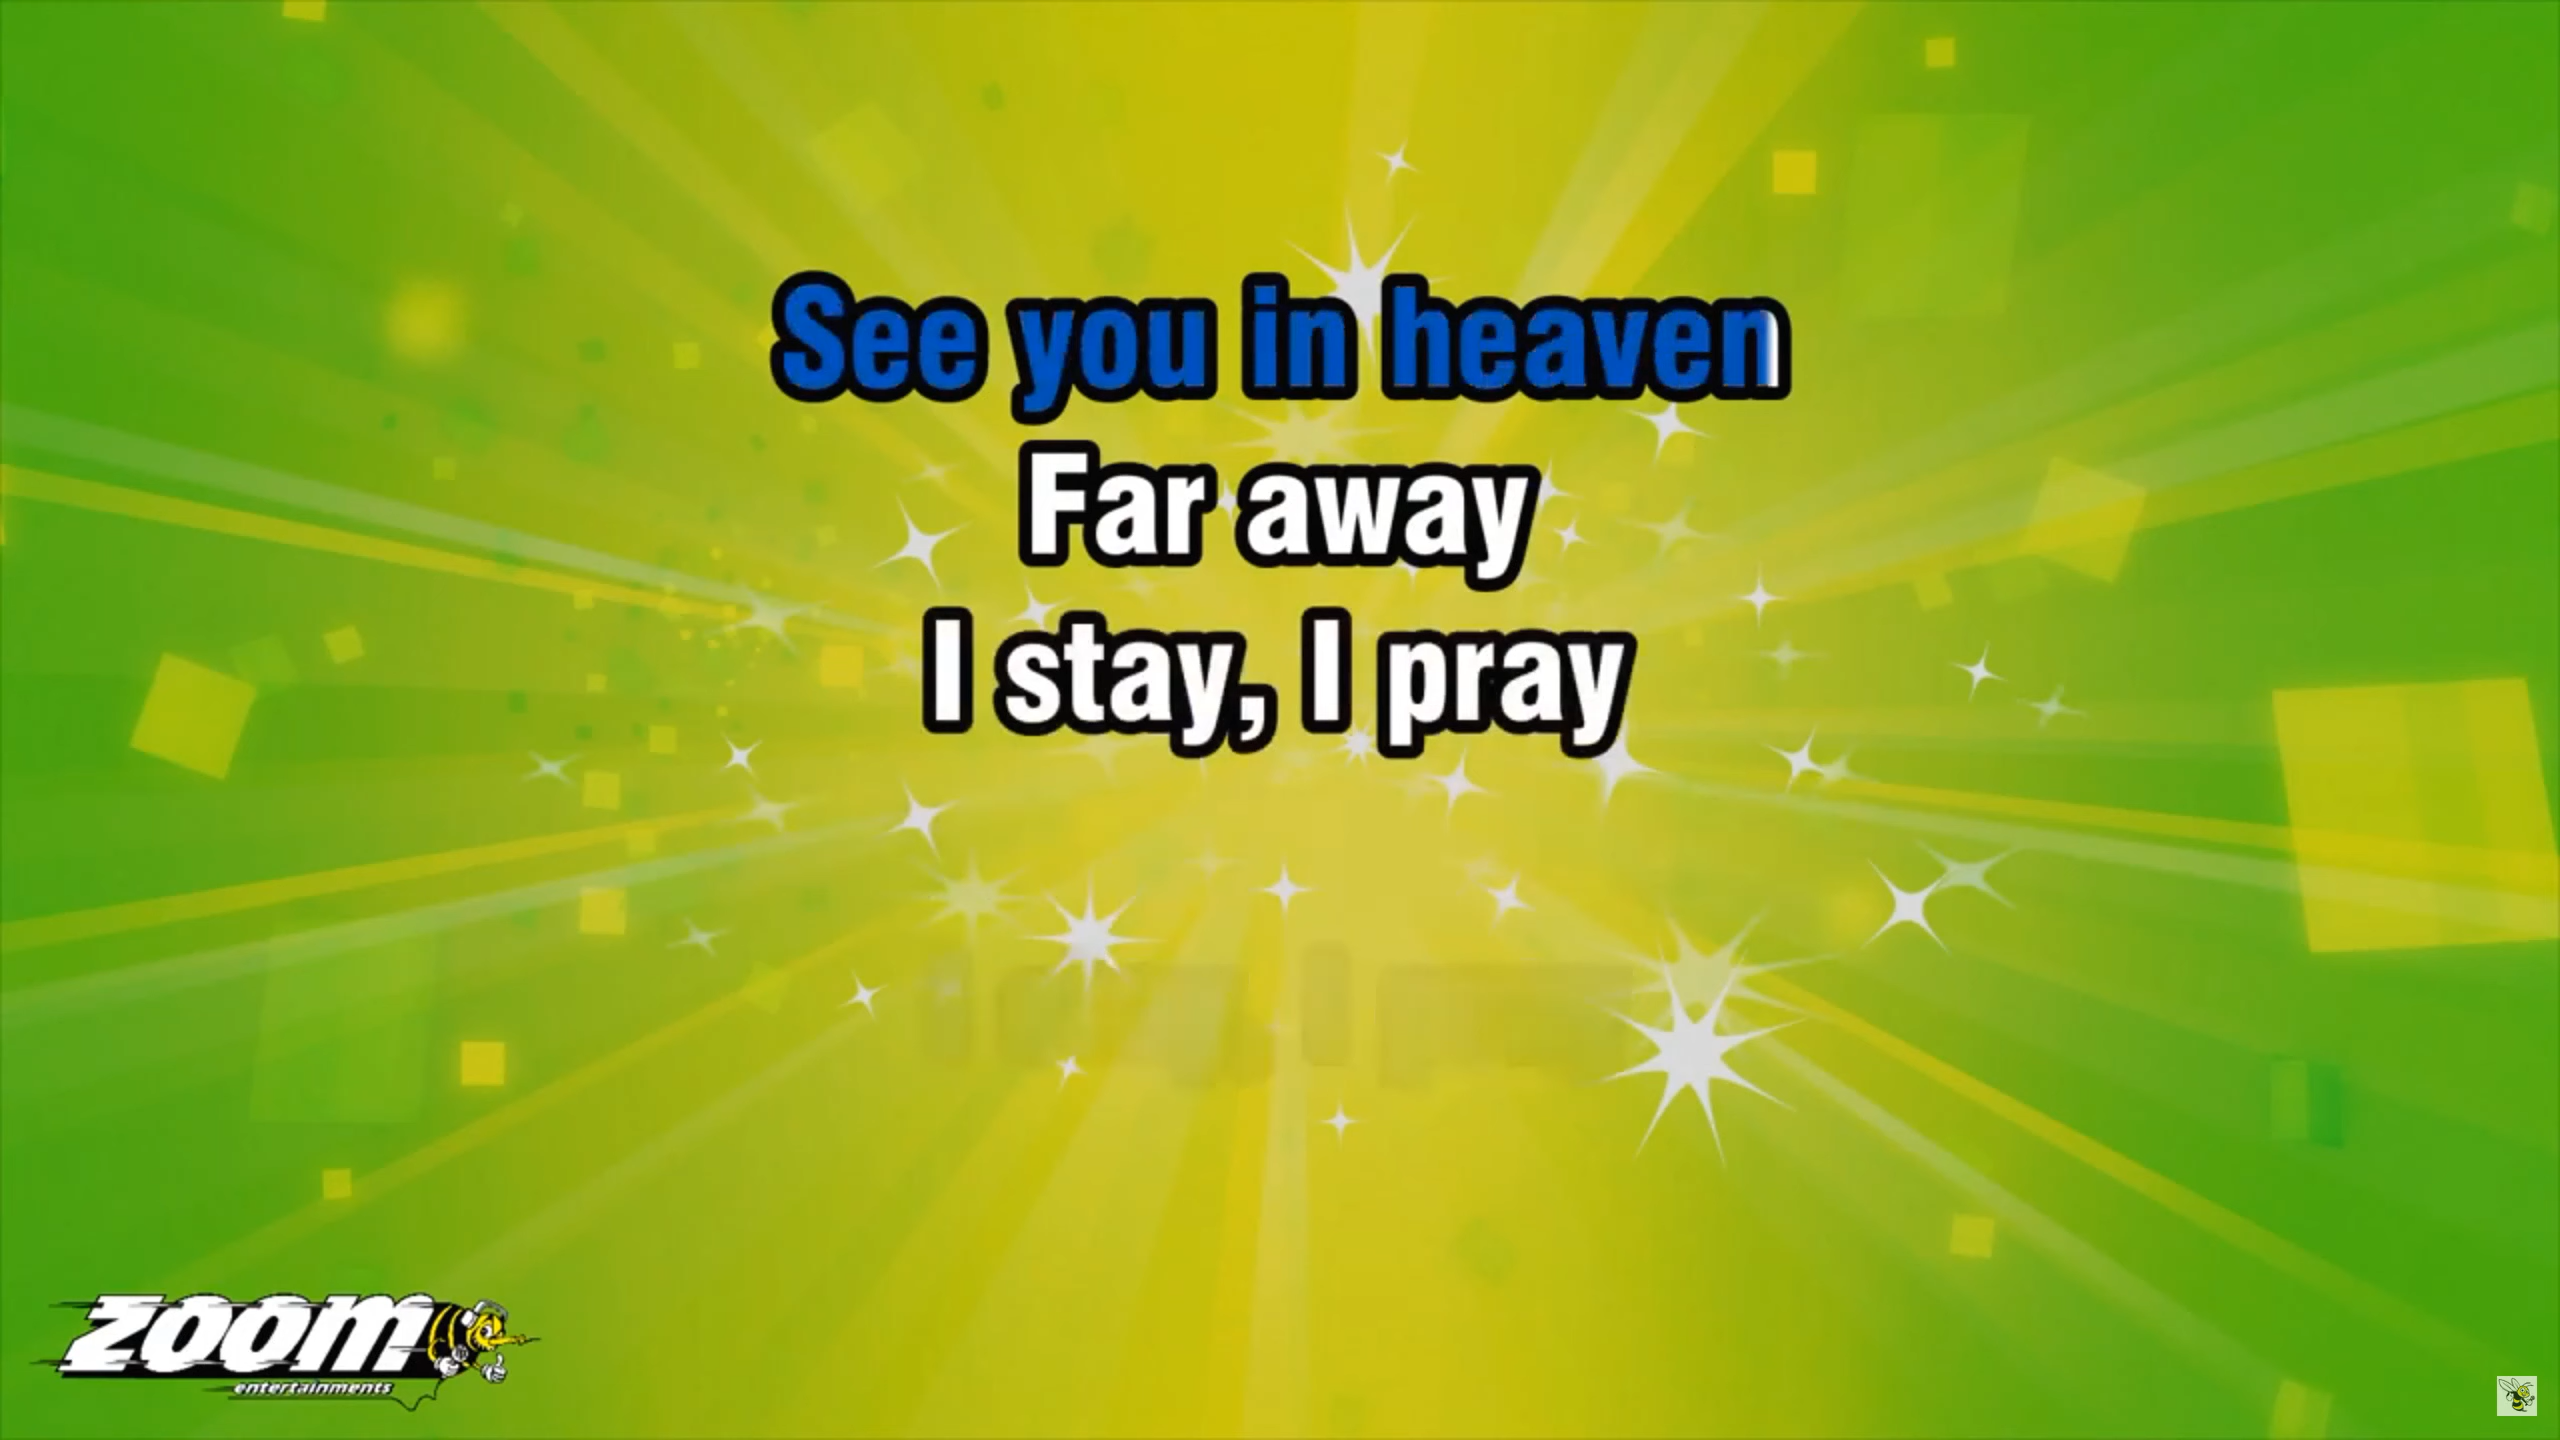 See you in heaven
Far away
I stay, I pray
zoom
entertainments